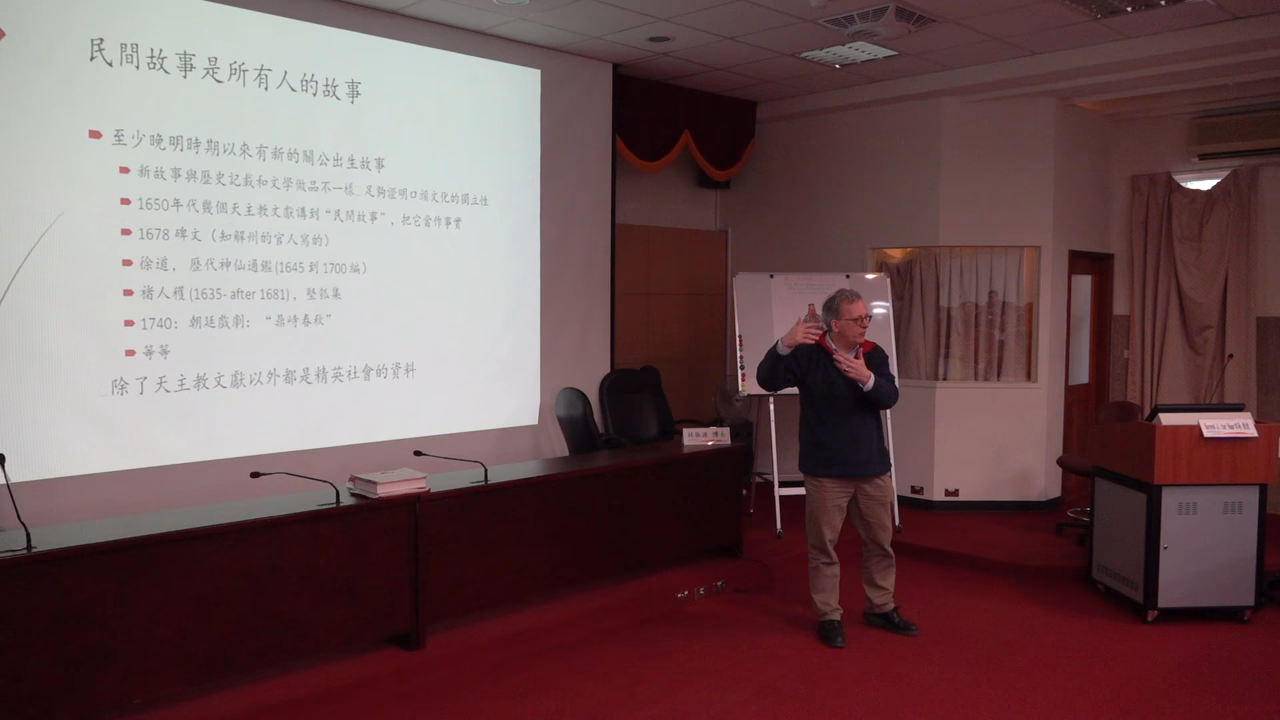 民間故事是所有人的故事
至少晚明時期以來有新的關公出生故事
新故事與歷史記載和文學做品不一樣…足夠證明口頭文化的獨立性
1650年代幾個天主教文獻講到“民間故事”，把它當作事實
1678 碑文（知解州的官人寫的）
徐道，歷代神仙通鑑(1645 到 1700 編）
褚人穫 (1635- after 1681)，堅瓠集
1740：朝廷戲劇：“鼎峙春秋”
等等
除了天主教文獻以外都是精英社會的資料
博士